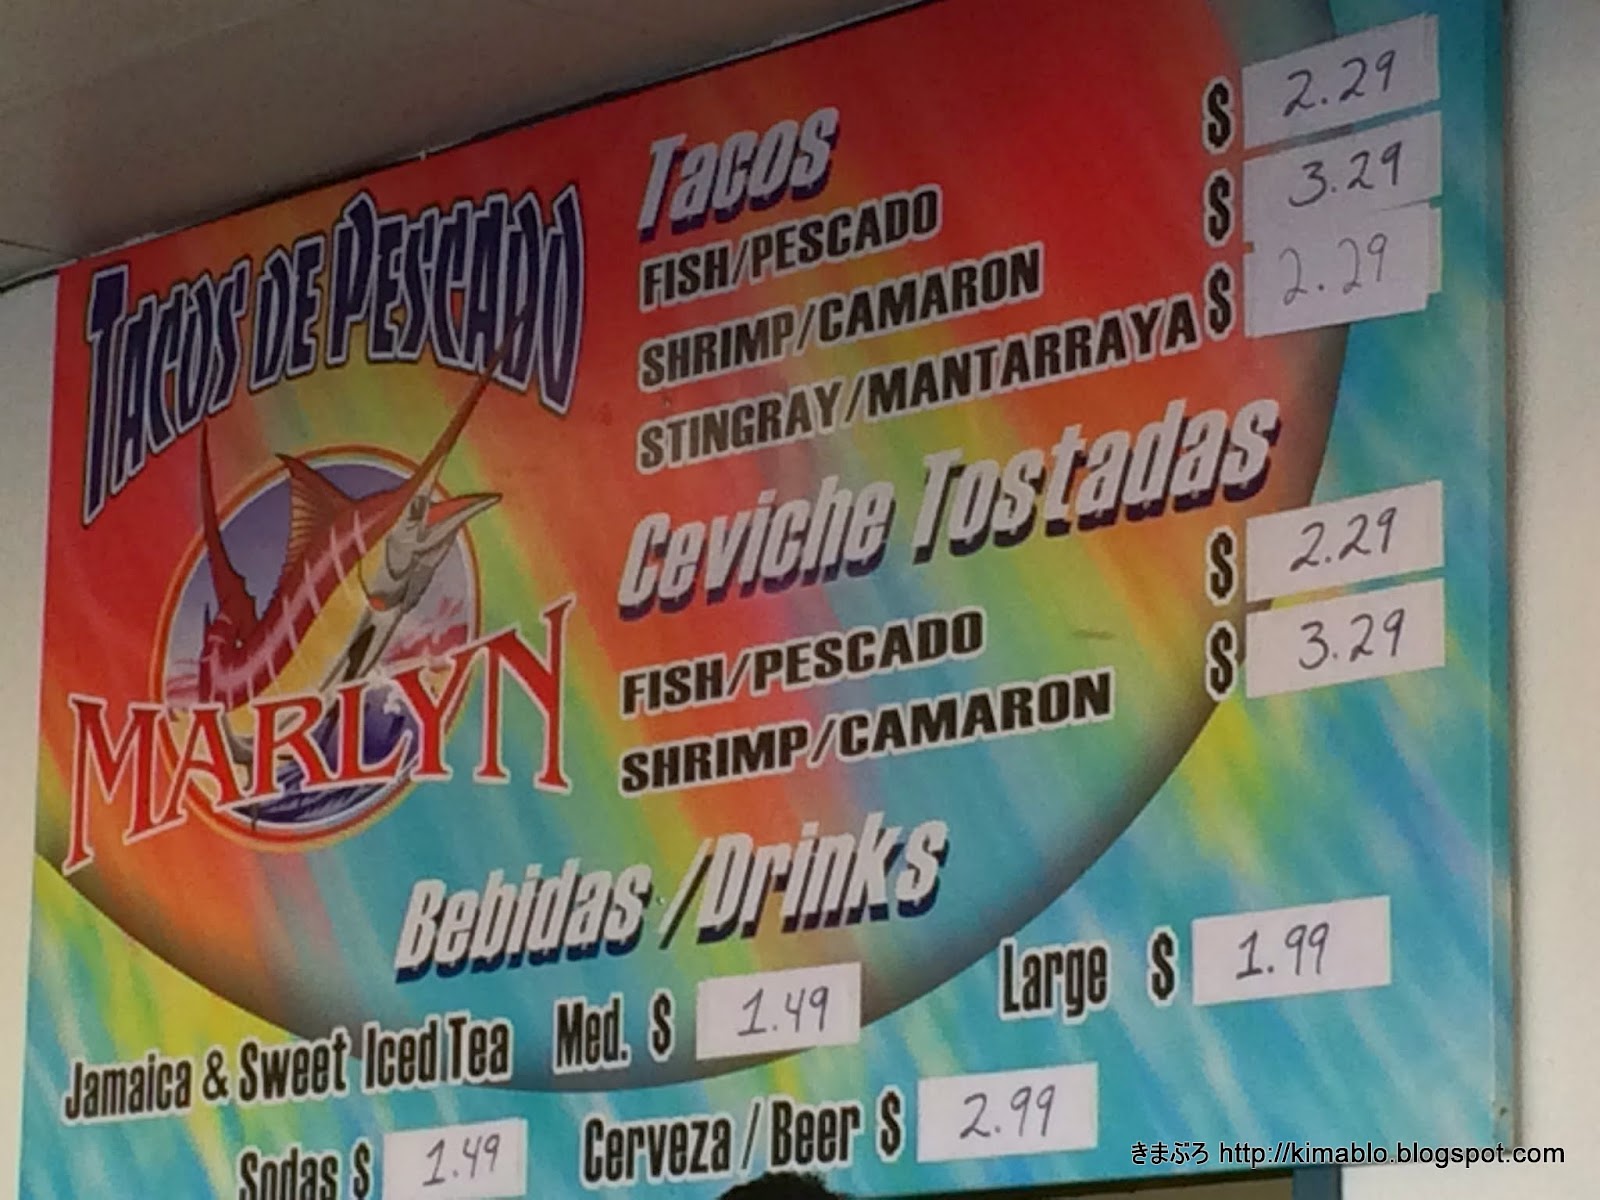 TACOS DE PESCADO
MARLYN
Tacos
FISH/PESCADO $ 2.29
SHRIMP/CAMARON $ 3.29
STINGRAY/MANTARRAYA $ 2.29
Ceviche Tostadas
FISH/PESCADO $ 2.29
SHRIMP/CAMARON $ 3.29
Bebidas /Drinks
Jamaica & Sweet Iced Tea Med. $ 1.49 Large $ 1.99
Sodas $ 1.49 Cerveza / Beer $ 2.99
きまぶろ http://kimablo.blogspot.com